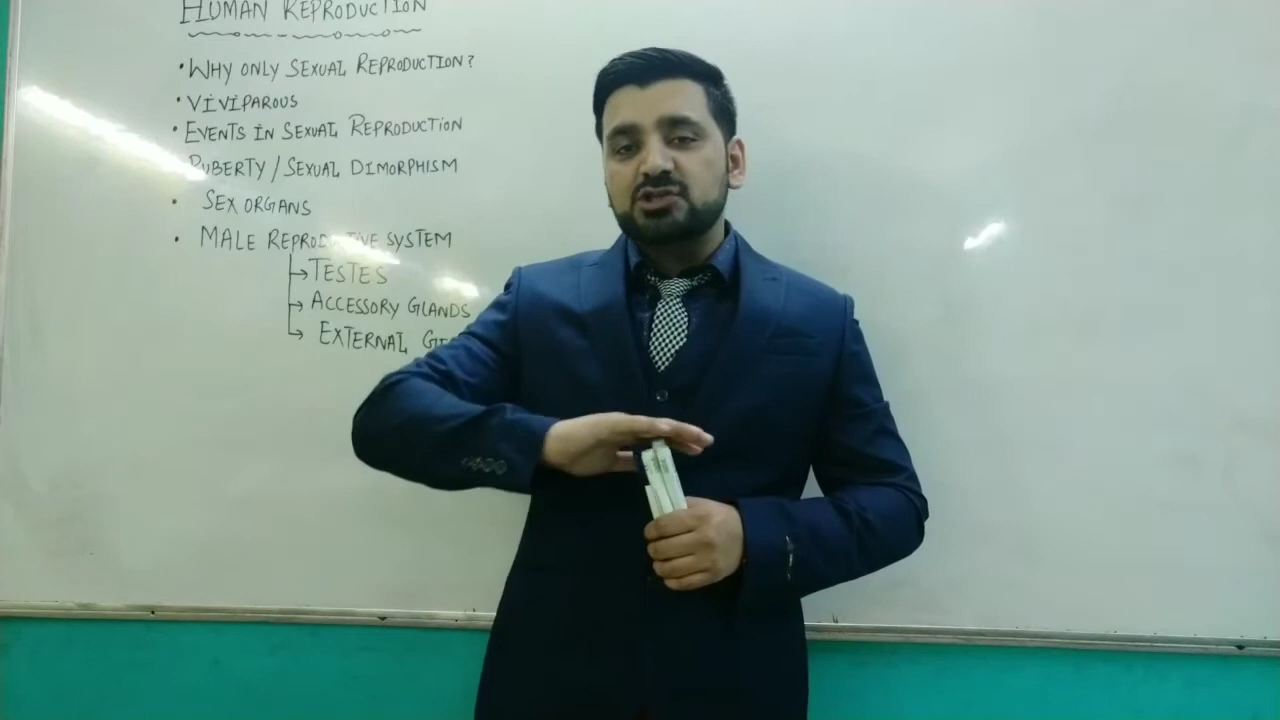 HUMAN REPRODUCTION
• WHY ONLY SEXUAL REPRODUCTION?
• VIVIPAROUS
• EVENTS IN SEXUAL REPRODUCTION
PUBERTY / SEXUAL DIMORPHISM
• SEX ORGANS
• MALE REPRODUCTIVE SYSTEM
→ TESTES
→ ACCESSORY GLANDS
→ EXTERNAL